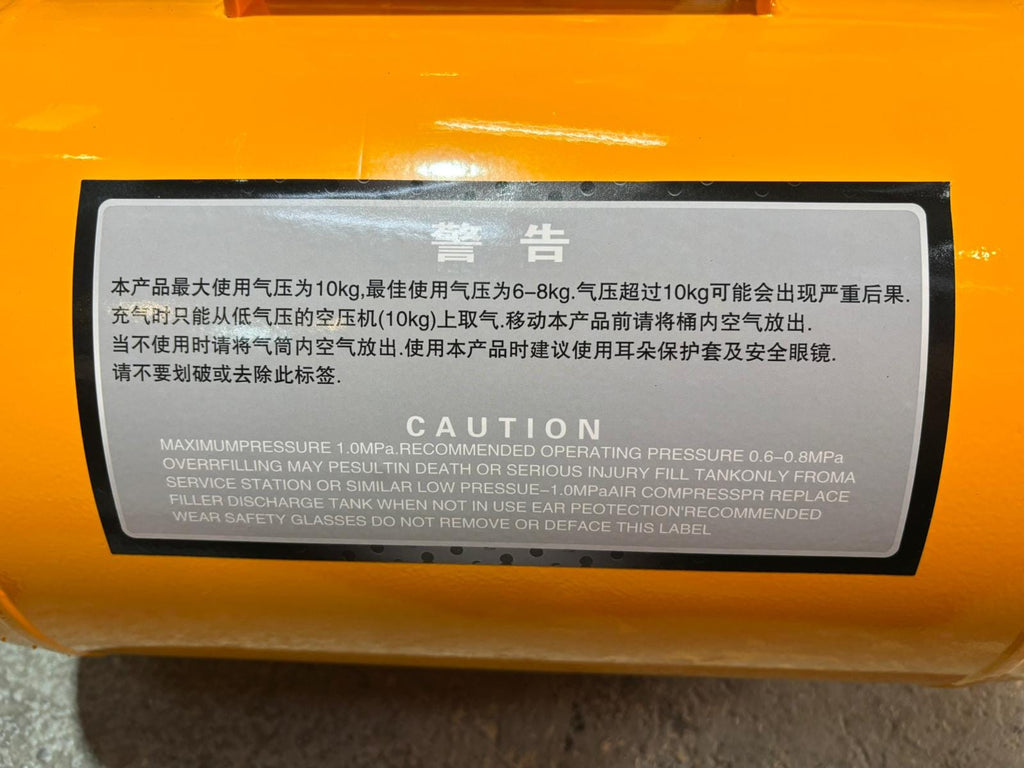 警 告
本产品最大使用气压为10kg,最佳使用气压为6-8kg.气压超过10kg可能会出现严重后果.
充气时只能从低气压的空压机(10kg)上取气.移动本产品前请将桶内空气放出.
当不使用时请将气筒内空气放出.使用本产品时建议使用耳朵保护套及安全眼镜.
请不要划破或去除此标签.
CAUTION
MAXIMUMPRESSURE 1.0MPa.RECOMMENDED OPERATING PRESSURE 0.6-0.8MPa
OVERRFILLING MAY PESULTIN DEATH OR SERIOUS INJURY FILL TANKONLY FROMA
SERVICE STATION OR SIMILAR LOW PRESSUE-1.0MPaAIR COMPRESSPR REPLACE
FILLER DISCHARGE TANK WHEN NOT IN USE EAR PEOTECTION'RECOMMENDED
WEAR SAFETY GLASSES DO NOT REMOVE OR DEFACE THIS LABEL